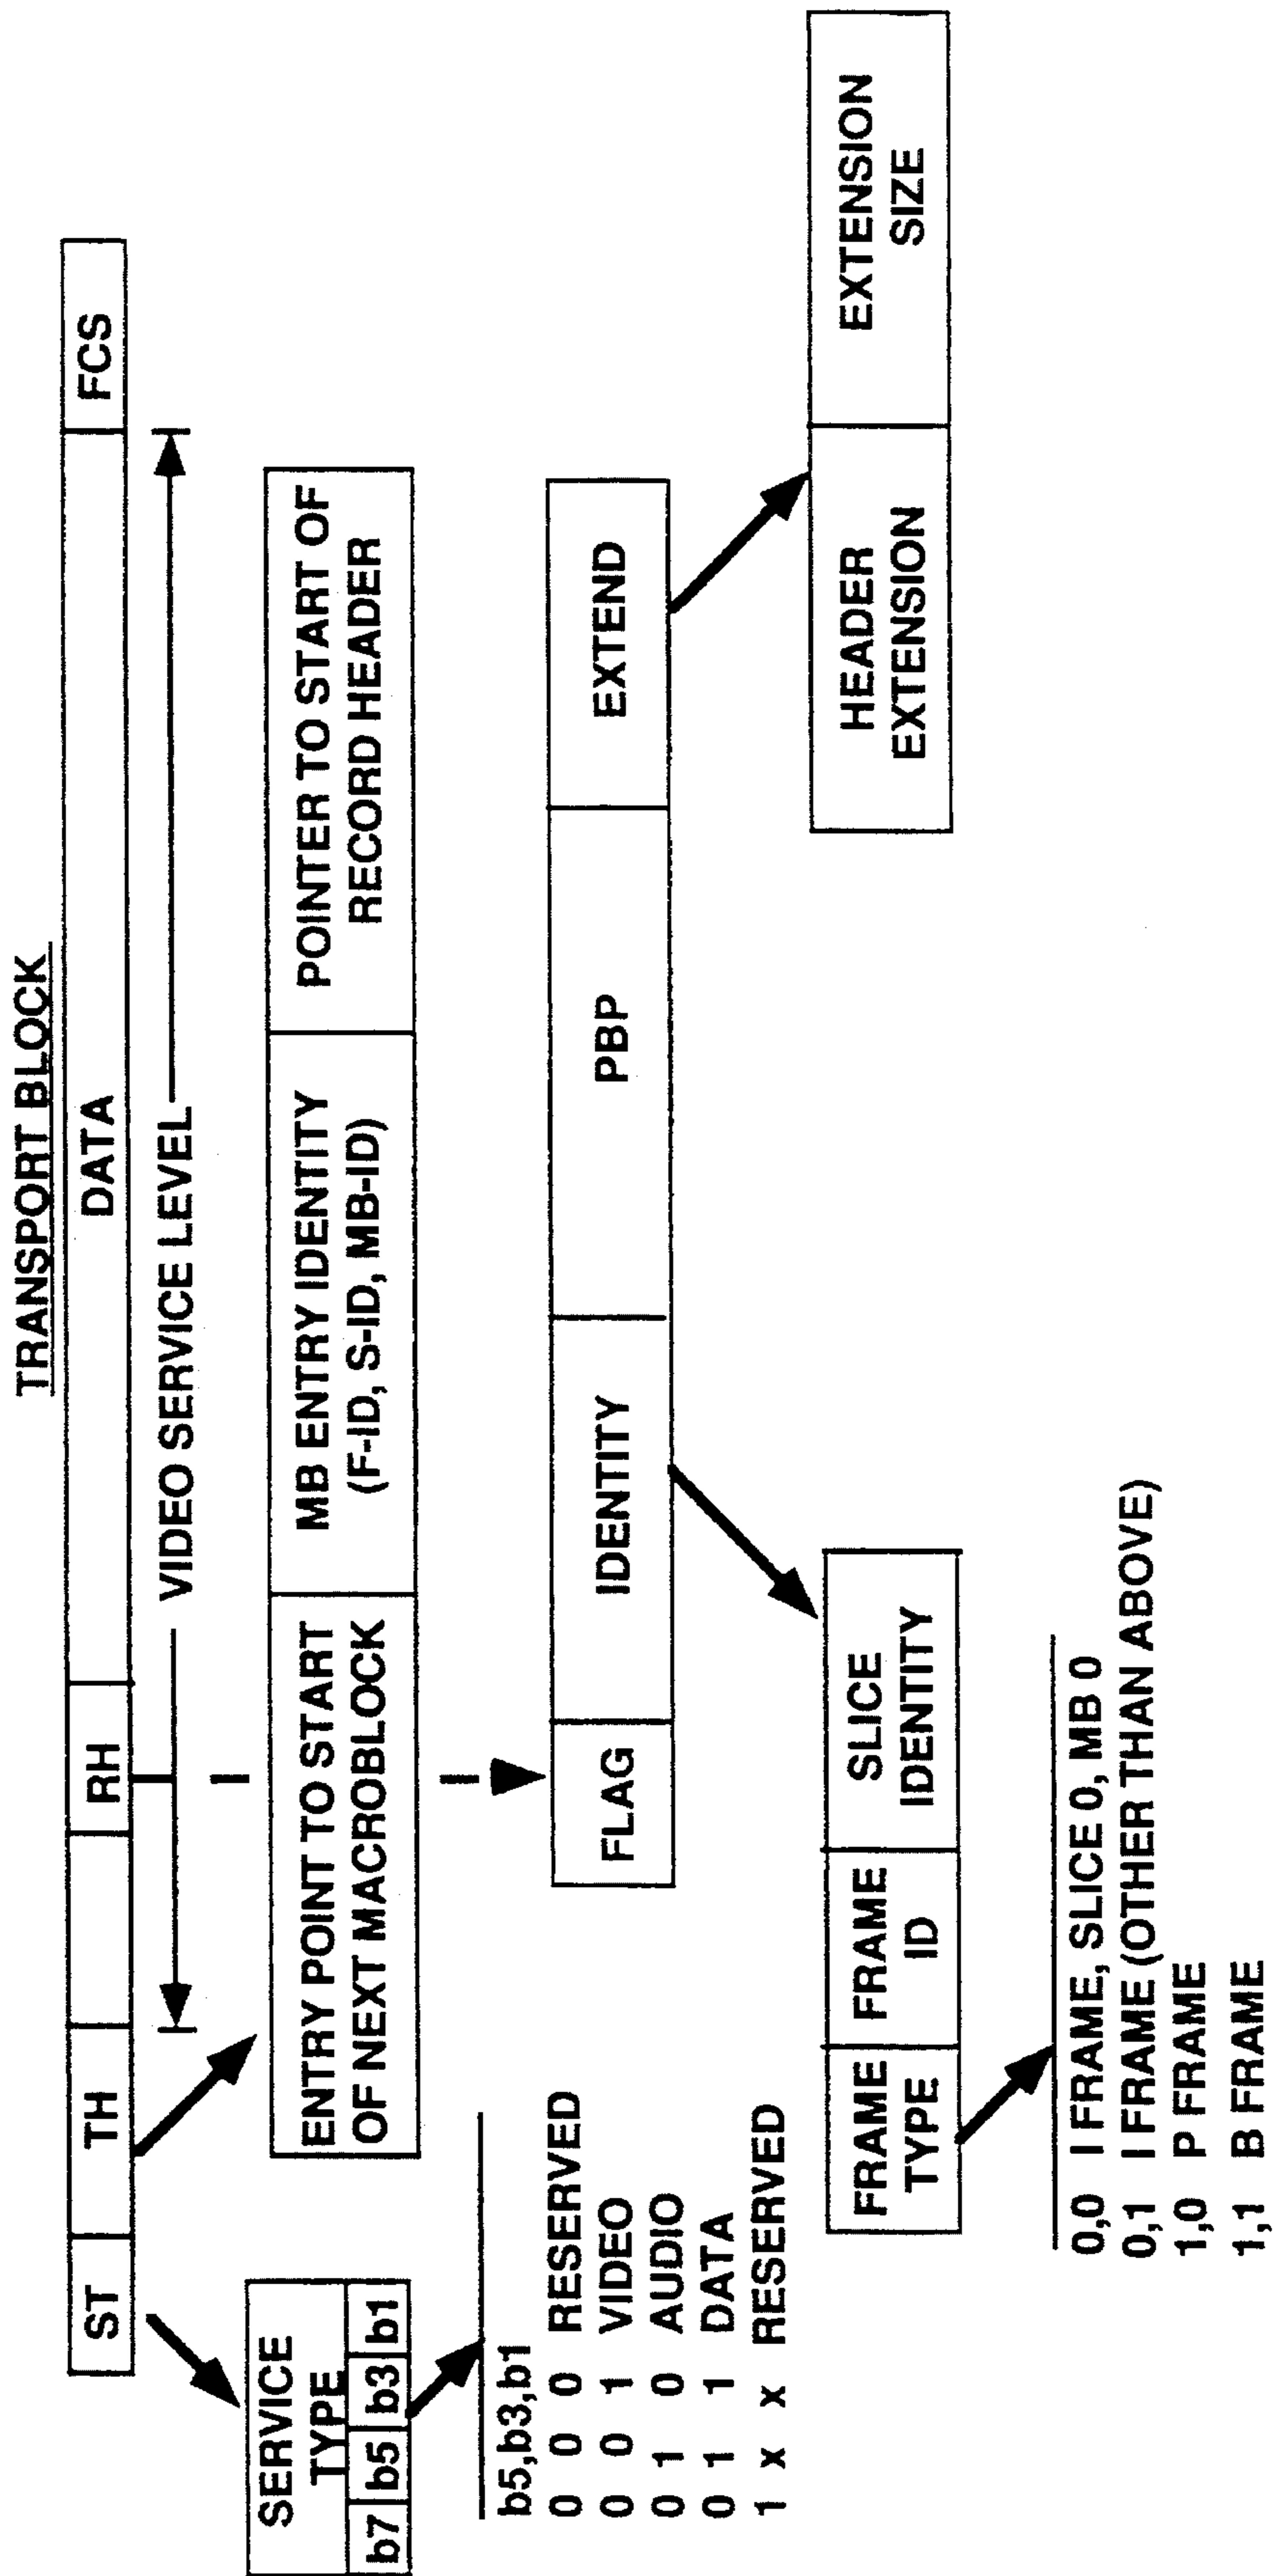 TRANSPORT BLOCK
ST
TH
RH
DATA
FCS
VIDEO SERVICE LEVEL
SERVICE
TYPE
b7 b5 b3 b1
ENTRY POINT TO START
OF NEXT MACROBLOCK
MB ENTRY IDENTITY
(F-ID, S-ID, MB-ID)
POINTER TO START OF
RECORD HEADER
b5,b3,b1
0 0 0 RESERVED
0 0 1 VIDEO
0 1 0 AUDIO
0 1 1 DATA
1 x x RESERVED
FLAG
IDENTITY
PBP
EXTEND
FRAME
TYPE
FRAME
ID
SLICE
IDENTITY
HEADER
EXTENSION
EXTENSION
SIZE
0,0 I FRAME, SLICE 0, MB 0
0,1 I FRAME (OTHER THAN ABOVE)
1,0 P FRAME
1,1 B FRAME